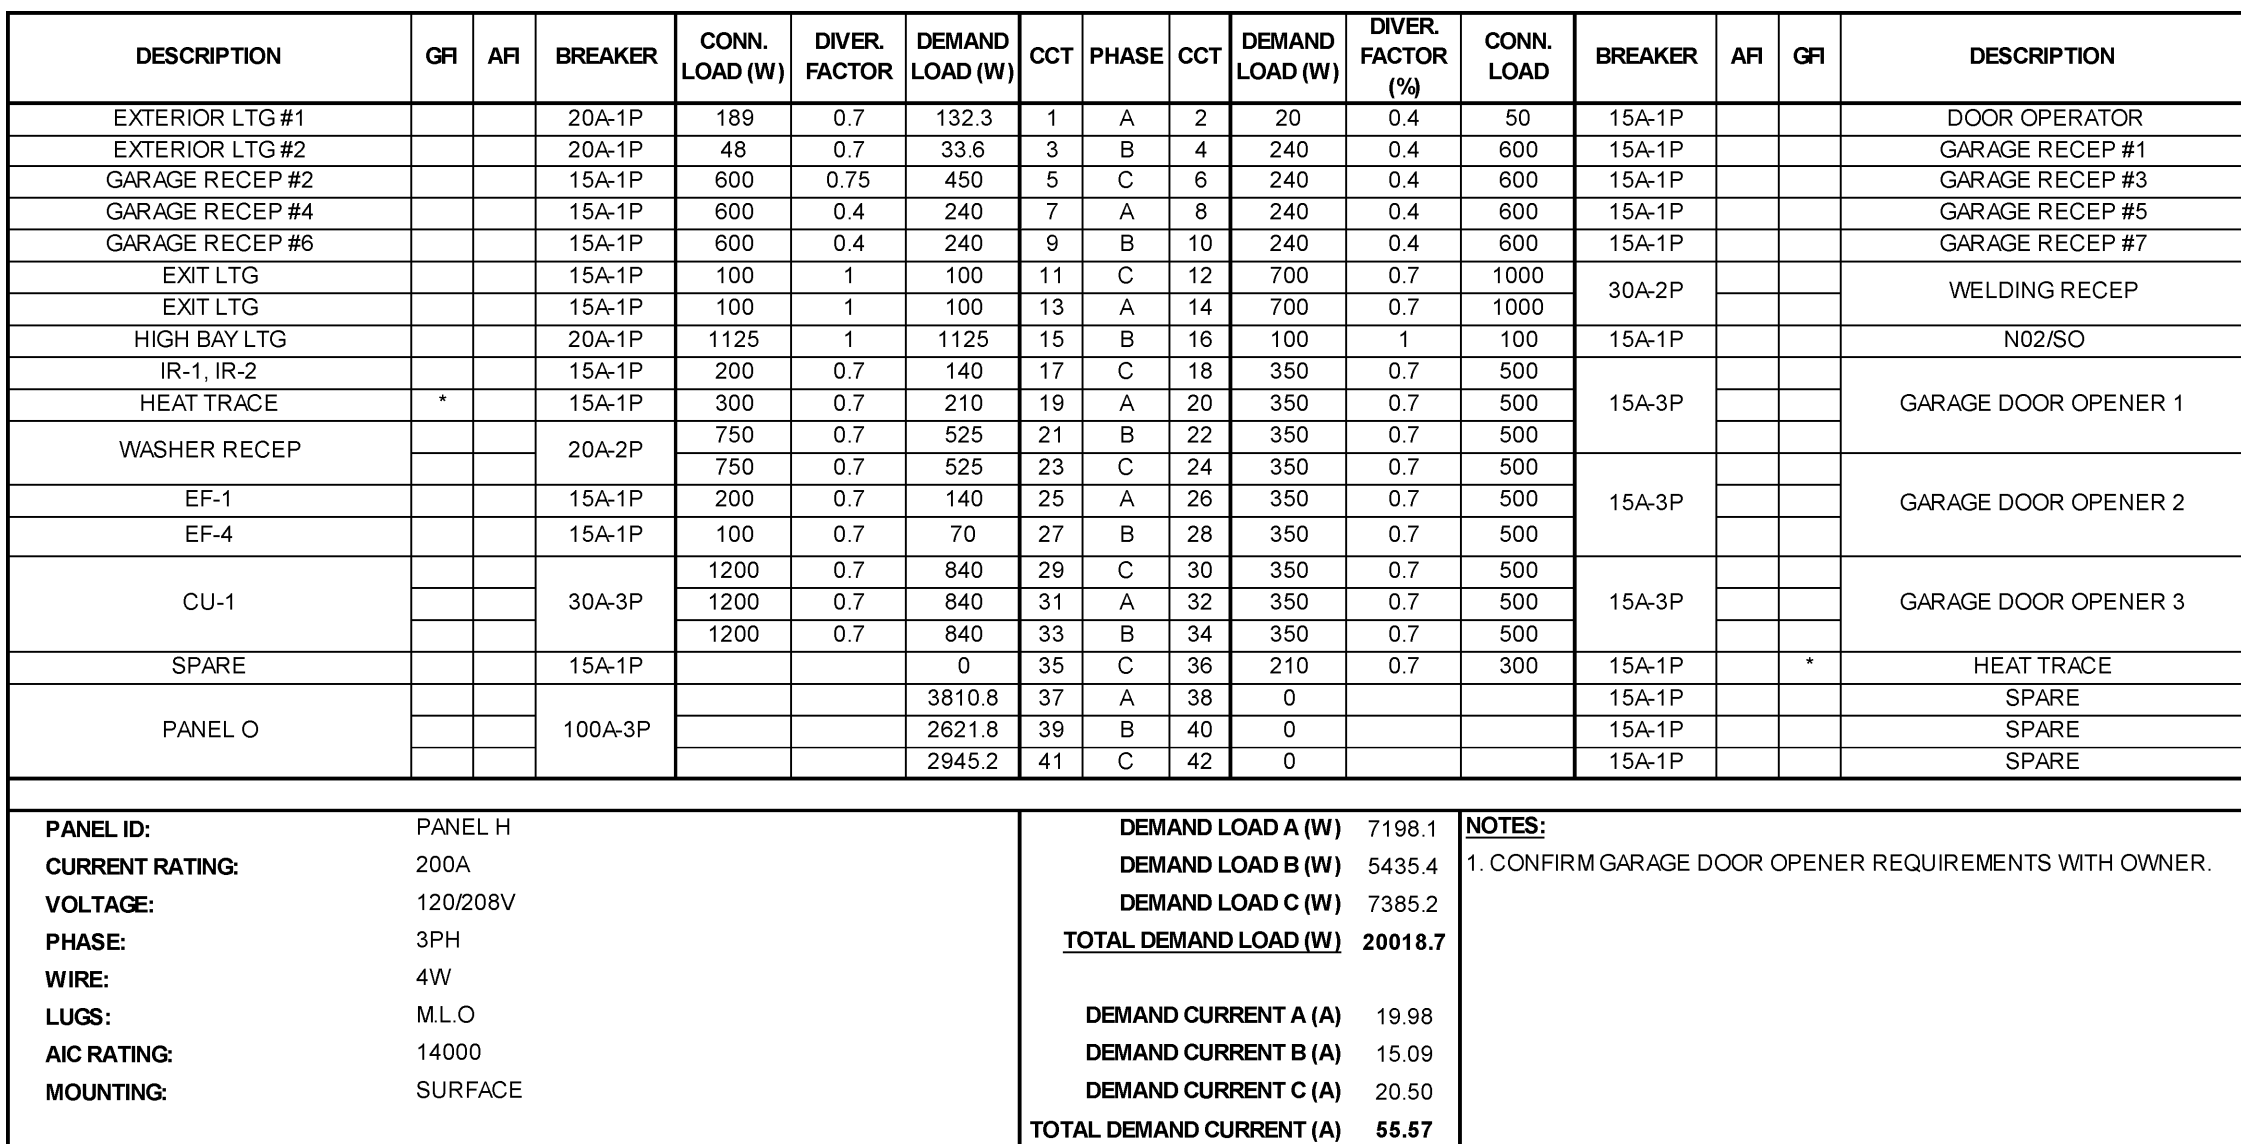 DESCRIPTION GFI AFI BREAKER CONN. LOAD (W) DIVER. FACTOR DEMAND LOAD (W) CCT PHASE CCT DEMAND LOAD (W) DIVER. FACTOR (%) CONN. LOAD BREAKER AFI GFI DESCRIPTION
EXTERIOR LTG #1 20A-1P 189 0.7 132.3 1 A 2 20 0.4 50 15A-1P DOOR OPERATOR
EXTERIOR LTG #2 20A-1P 48 0.7 33.6 3 B 4 240 0.4 600 15A-1P GARAGE RECEP #1
GARAGE RECEP #2 15A-1P 600 0.75 450 5 C 6 240 0.4 600 15A-1P GARAGE RECEP #3
GARAGE RECEP #4 15A-1P 600 0.4 240 7 A 8 240 0.4 600 15A-1P GARAGE RECEP #5
GARAGE RECEP #6 15A-1P 600 0.4 240 9 B 10 240 0.4 600 15A-1P GARAGE RECEP #7
EXIT LTG 15A-1P 100 1 100 11 C 12 700 0.7 1000 30A-2P WELDING RECEP
EXIT LTG 15A-1P 100 1 100 13 A 14 700 0.7 1000
HIGH BAY LTG 20A-1P 1125 1 1125 15 B 16 100 1 100 15A-1P N02/SO
IR-1, IR-2 15A-1P 200 0.7 140 17 C 18 350 0.7 500
HEAT TRACE * 15A-1P 300 0.7 210 19 A 20 350 0.7 500 15A-3P GARAGE DOOR OPENER 1
WASHER RECEP 20A-2P 750 0.7 525 21 B 22 350 0.7 500
750 0.7 525 23 C 24 350 0.7 500
EF-1 15A-1P 200 0.7 140 25 A 26 350 0.7 500 15A-3P GARAGE DOOR OPENER 2
EF-4 15A-1P 100 0.7 70 27 B 28 350 0.7 500
1200 0.7 840 29 C 30 350 0.7 500
CU-1 30A-3P 1200 0.7 840 31 A 32 350 0.7 500 15A-3P GARAGE DOOR OPENER 3
1200 0.7 840 33 B 34 350 0.7 500
SPARE 15A-1P 0 35 C 36 210 0.7 300 15A-1P * HEAT TRACE
3810.8 37 A 38 0 15A-1P SPARE
PANEL O 100A-3P 2621.8 39 B 40 0 15A-1P SPARE
2945.2 41 C 42 0 15A-1P SPARE
PANEL ID: PANEL H
CURRENT RATING: 200A
VOLTAGE: 120/208V
PHASE: 3PH
WIRE: 4W
LUGS: M.L.O
AIC RATING: 14000
MOUNTING: SURFACE
DEMAND LOAD A (W) 7198.1
DEMAND LOAD B (W) 5435.4
DEMAND LOAD C (W) 7385.2
TOTAL DEMAND LOAD (W) 20018.7
DEMAND CURRENT A (A) 19.98
DEMAND CURRENT B (A) 15.09
DEMAND CURRENT C (A) 20.50
TOTAL DEMAND CURRENT (A) 55.57
NOTES:
1. CONFIRM GARAGE DOOR OPENER REQUIREMENTS WITH OWNER.